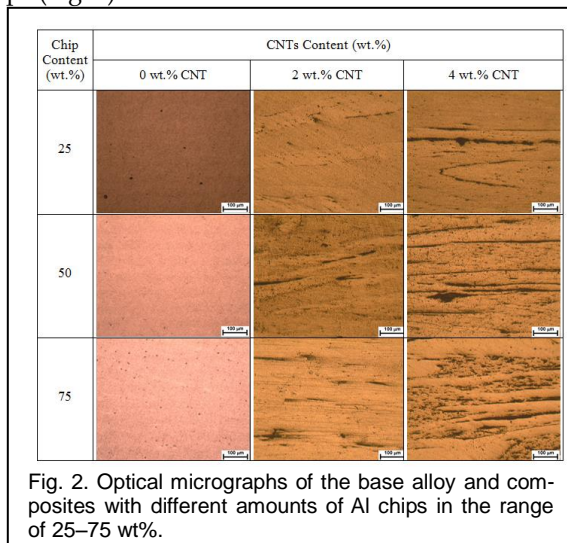 Chip
Content
(wt.%)
CNTs Content (wt.%)
0 wt.% CNT
2 wt.% CNT
4 wt.% CNT
25
100 µm
100 µm
100 µm
50
100 µm
100 µm
100 µm
75
100 µm
100 µm
100 µm
Fig. 2. Optical micrographs of the base alloy and com-
posites with different amounts of Al chips in the range
of 25–75 wt%.